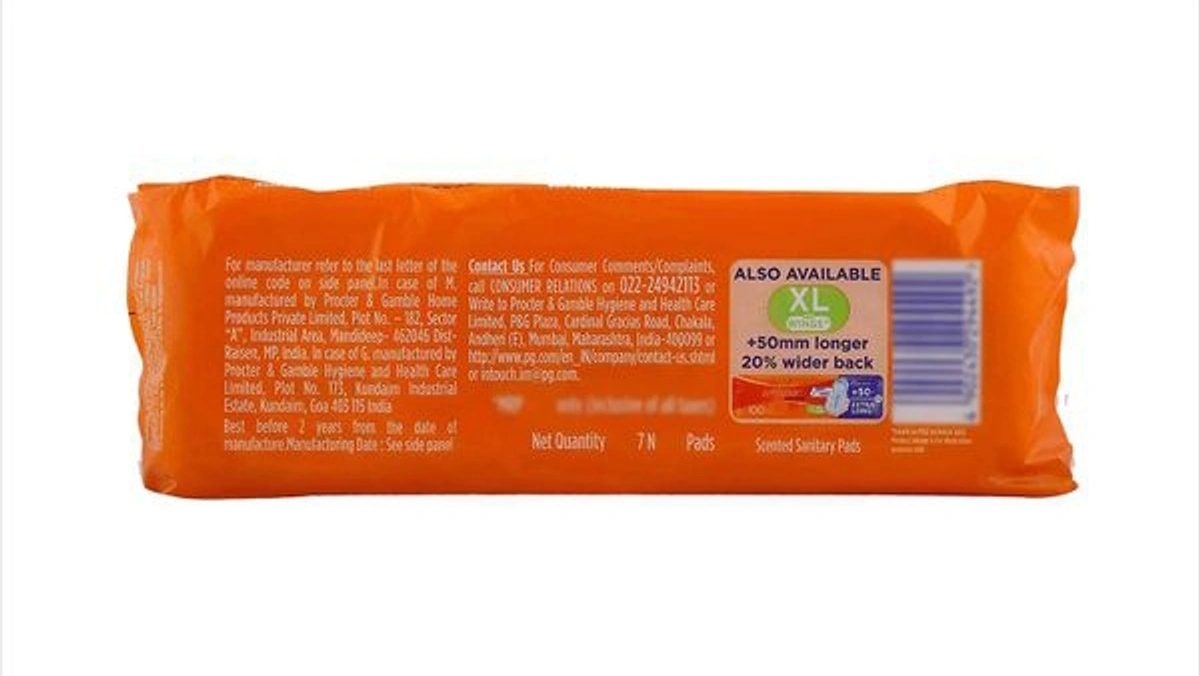 For manufacturer refer to the last letter of the
online code on side panel.In case of M.
manufactured by Procter & Gamble Home
Products Private Limited, Plot No. - 182, Sector
"A", Industrial Area, Mandideep- 462046 Dist-
Raisen, MP, India. In case of G, manufactured by
Procter & Gamble Hygiene and Health Care
Limited. Plot No. 173, Kundaim Industrial
Estate, Kundaim, Goa 403 115 India
Best before 2 years from the date of
manufacture.Manufacturing Date : See side panel
Contact Us For Consumer Comments/Complaints,
call CONSUMER RELATIONS on 022-24942113 or
Write to Procter & Gamble Hygiene and Health Care
Limited, P&G Plaza, Cardinal Gracias Road, Chakala,
Andheri (E), Mumbai, Maharashtra, India-400099 or
http://www.pg.com/en_IN/company/contact-us.shtml
or intouch.im@pg.com.
only (inclusive of all taxes)
Net Quantity 7 N Pads
ALSO AVAILABLE
XL
WINGS
+50mm longer
20% wider back
+50
Scented Sanitary Pads